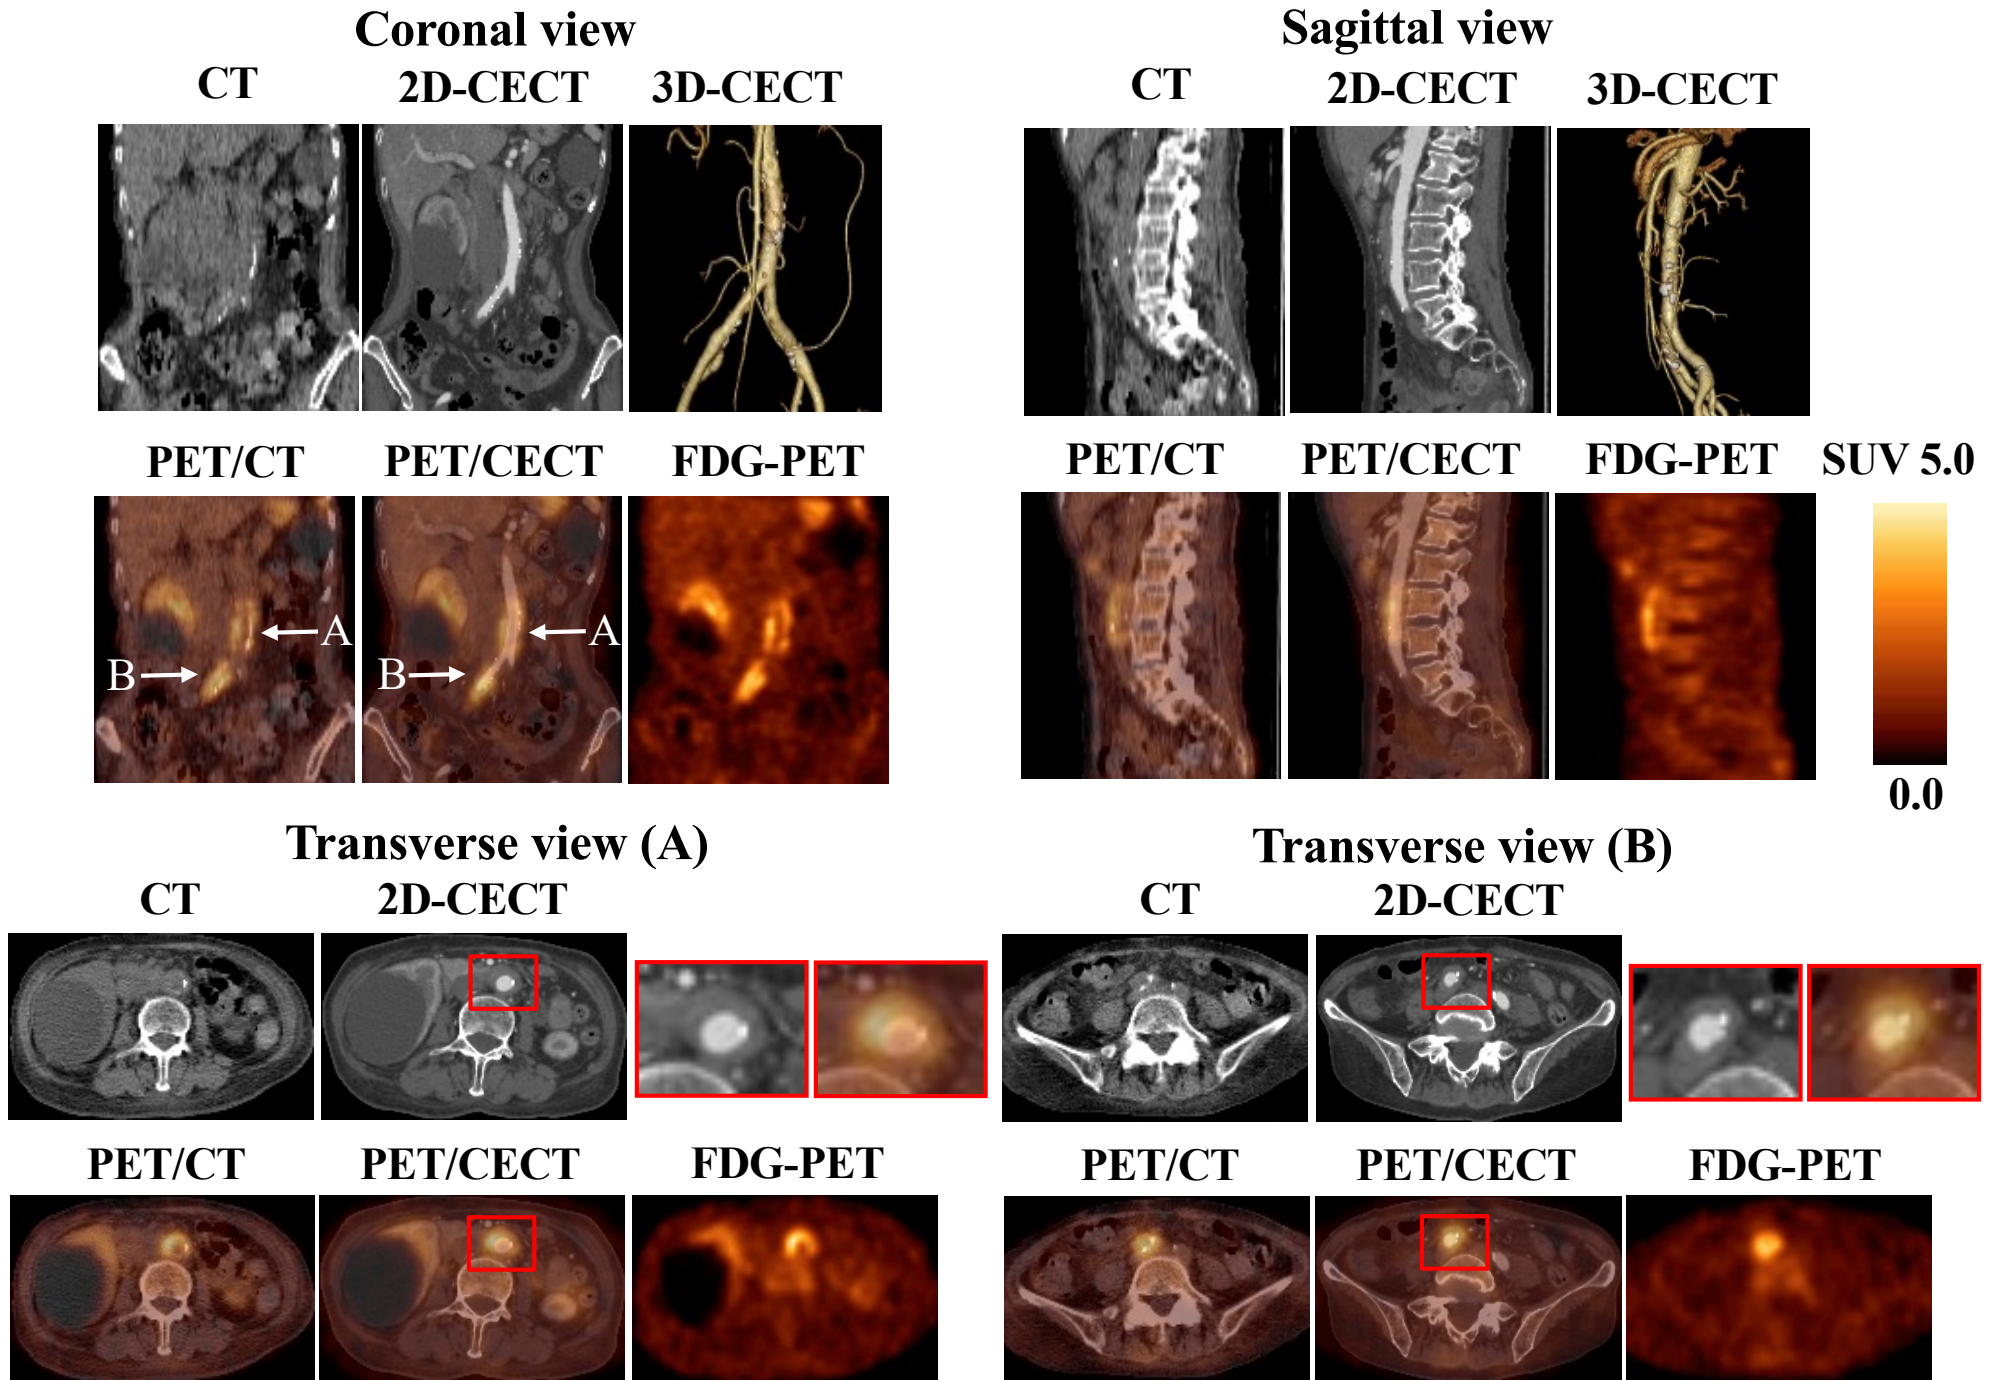 Coronal view
CT 2D-CECT 3D-CECT
PET/CT PET/CECT FDG-PET
A A
B B
Sagittal view
CT 2D-CECT 3D-CECT
PET/CT PET/CECT FDG-PET SUV 5.0
0.0
Transverse view (A)
CT 2D-CECT
PET/CT PET/CECT FDG-PET
Transverse view (B)
CT 2D-CECT
PET/CT PET/CECT FDG-PET